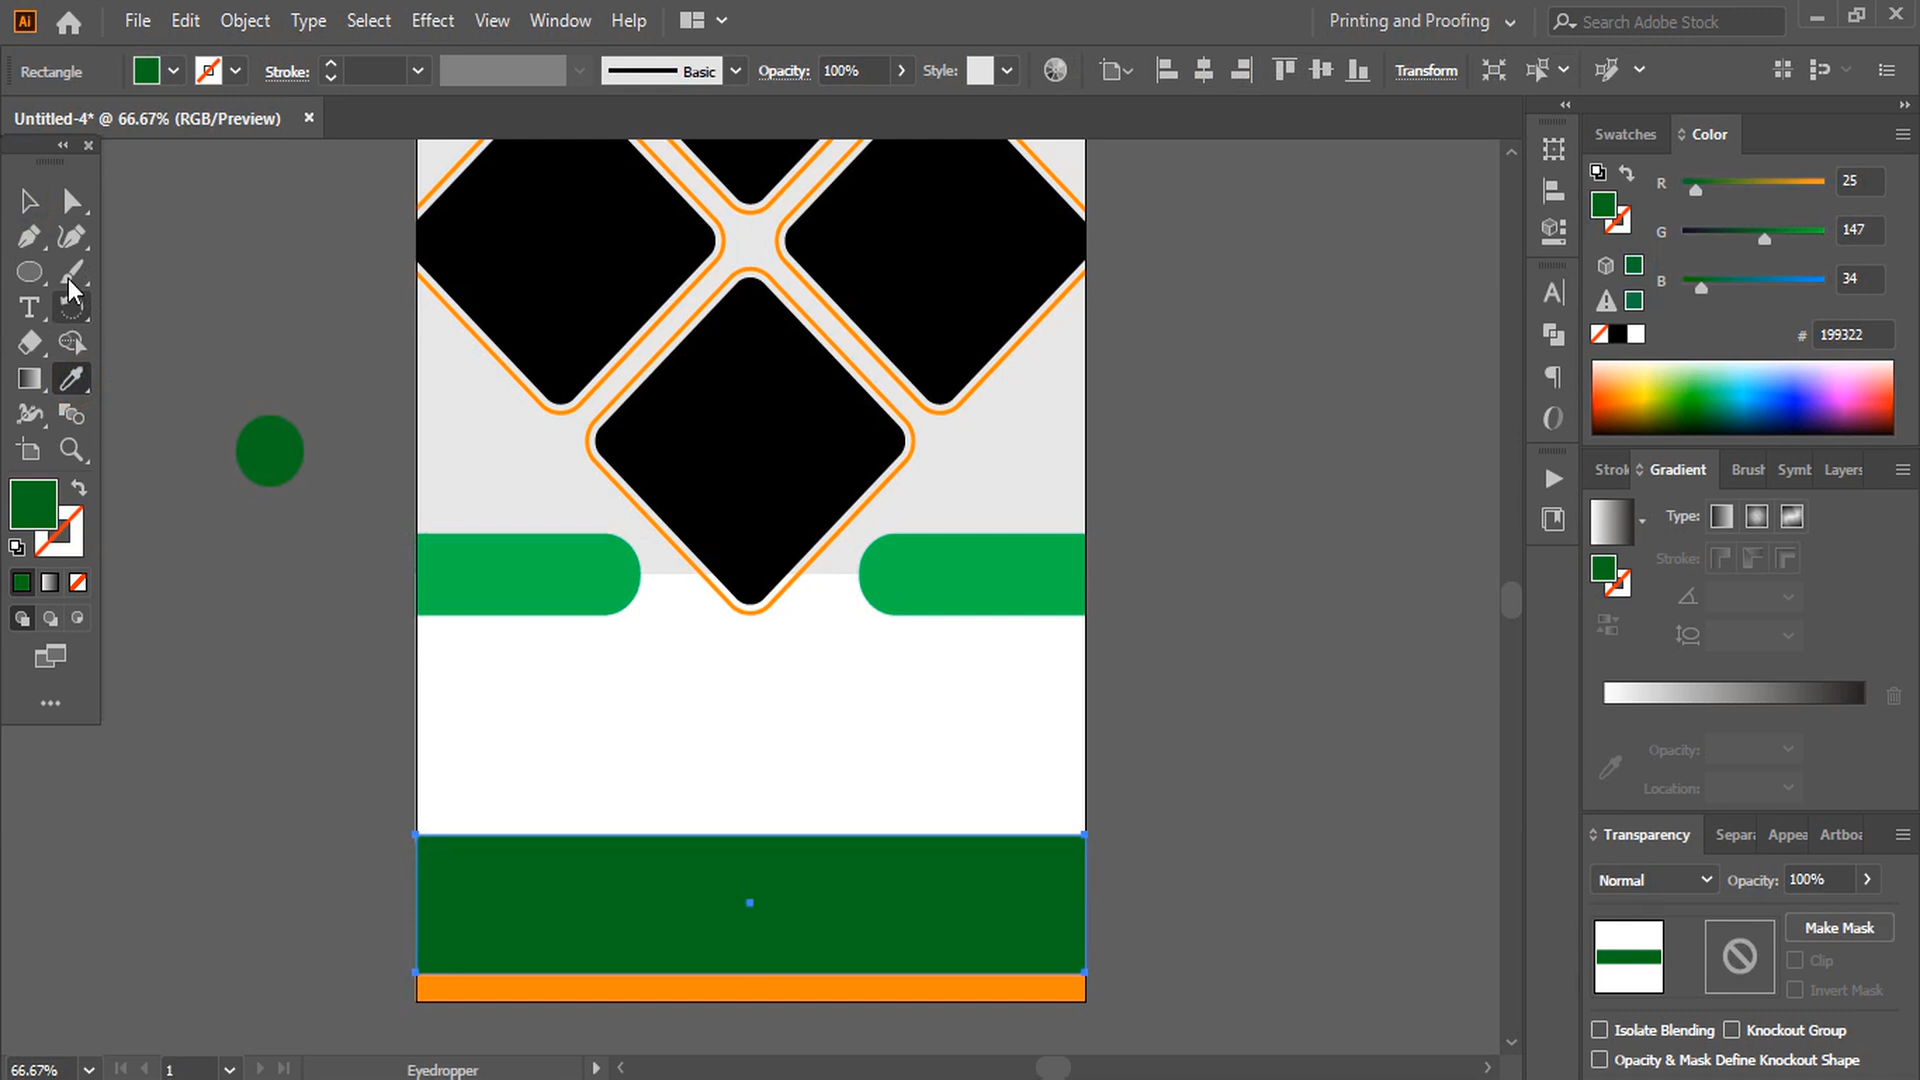 Ai File Edit Object Type Select Effect View Window Help Printing and Proofing Search Adobe Stock
Rectangle Stroke: Basic Opacity: 100% Style: Transform
Untitled-4* @ 66.67% (RGB/Preview) ×
Swatches Color
R 25
G 147
B 34
# 199322
Strok Gradient Brush Symb Layers
Type:
Stroke:
Opacity:
Location:
Transparency Separ Appea Artboa
Normal Opacity: 100%
Make Mask
Clip
Invert Mask
Isolate Blending Knockout Group
Opacity & Mask Define Knockout Shape
66.67% 1 Eyedropper